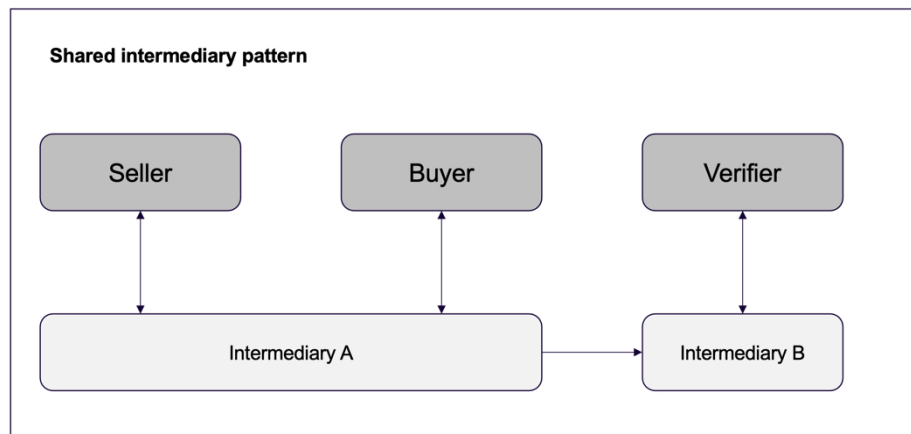 Shared intermediary pattern
Seller
Buyer
Verifier
Intermediary A
Intermediary B